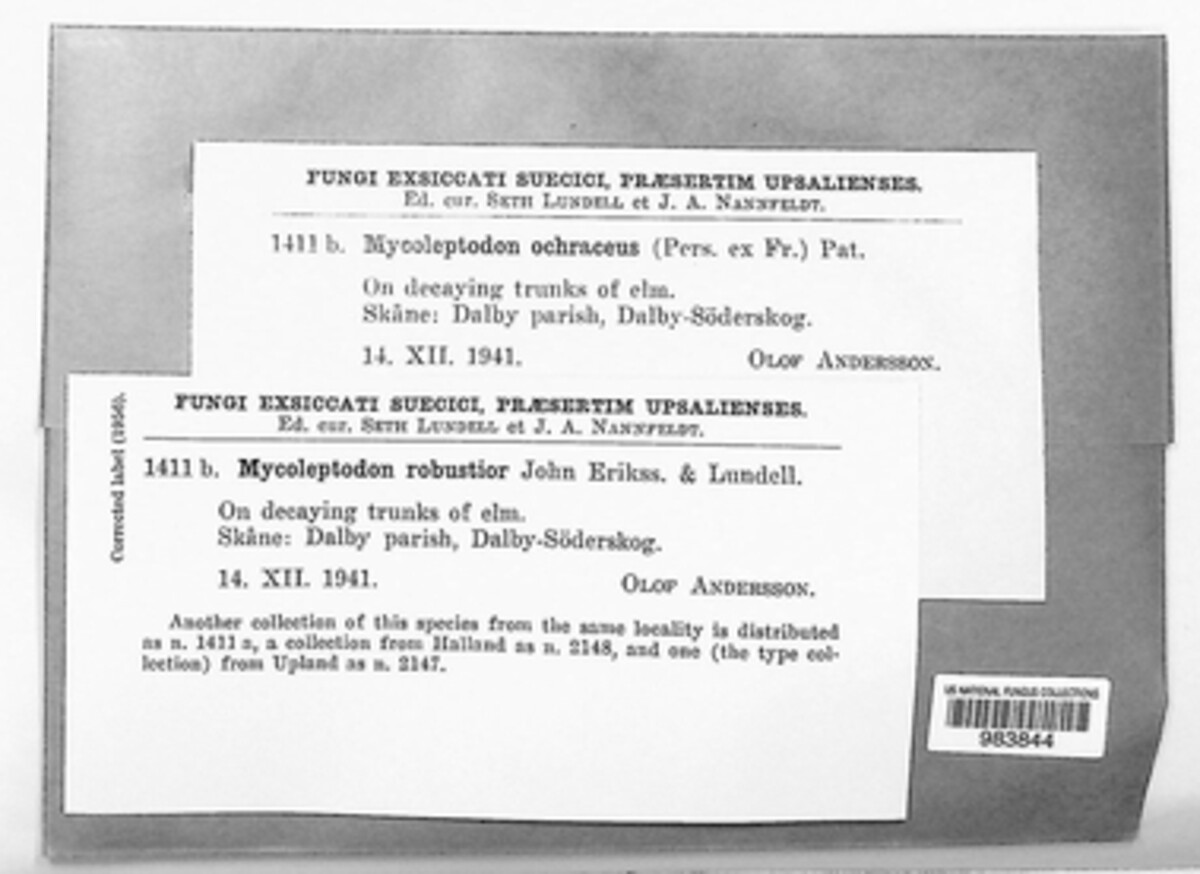 FUNGI EXSICCATI SUECICI, PRÆSERTIM UPSALIENSES.
Ed. cur. SETH LUNDELL et J. A. NANNFELDT.
1411 b. Mycoleptodon ochraceus (Pers. ex Fr.) Pat.
On decaying trunks of elm.
Skåne: Dalby parish, Dalby-Söderskog.
14. XII. 1941. OLOF ANDERSSON.
Corrected label (1956).
FUNGI EXSICCATI SUECICI, PRÆSERTIM UPSALIENSES.
Ed. cur. SETH LUNDELL et J. A. NANNFELDT.
1411 b. Mycoleptodon robustior John Erikss. & Lundell.
On decaying trunks of elm.
Skåne: Dalby parish, Dalby-Söderskog.
14. XII. 1941. OLOF ANDERSSON.
Another collection of this species from the same locality is distributed
as n. 1411 a, a collection from Halland as n. 2148, and one (the type col-
lection) from Upland as n. 2147.
US NATIONAL FUNGUS COLLECTIONS
983844